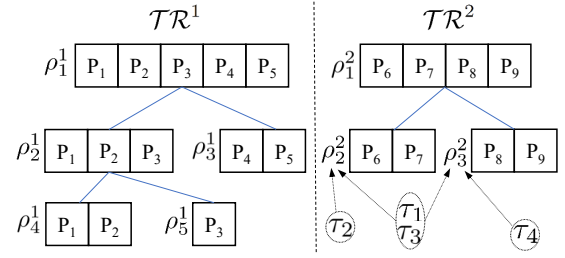 𝒯ℛ¹ 𝒯ℛ²
ρ₁¹ P₁ P₂ P₃ P₄ P₅ ρ₁² P₆ P₇ P₈ P₉
ρ₂¹ P₁ P₂ P₃ ρ₃¹ P₄ P₅ ρ₂² P₆ P₇ ρ₃² P₈ P₉
ρ₄¹ P₁ P₂ ρ₅¹ P₃ τ₂ τ₁ τ₃ τ₄